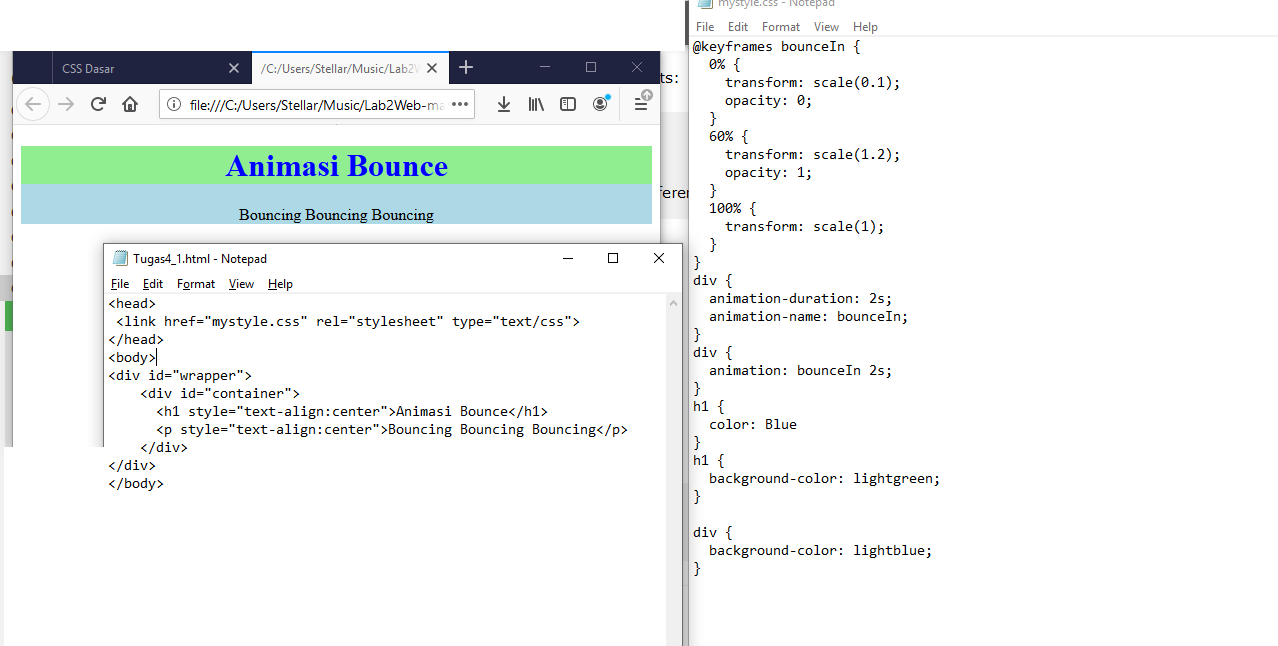 CSS Dasar
/C:/Users/Stellar/Music/Lab2W
file:///C:/Users/Stellar/Music/Lab2Web-ma
ts:
Animasi Bounce
Bouncing Bouncing Bouncing
feren
Tugas4_1.html - Notepad
File Edit Format View Help
<head>
<link href="mystyle.css" rel="stylesheet" type="text/css">
</head>
<body>
<div id="wrapper">
<div id="container">
<h1 style="text-align:center">Animasi Bounce</h1>
<p style="text-align:center">Bouncing Bouncing Bouncing</p>
</div>
</div>
</body>
mystyle.css - Notepad
File Edit Format View Help
@keyframes bounceIn {
0% {
transform: scale(0.1);
opacity: 0;
}
60% {
transform: scale(1.2);
opacity: 1;
}
100% {
transform: scale(1);
}
}
div {
animation-duration: 2s;
animation-name: bounceIn;
}
div {
animation: bounceIn 2s;
}
h1 {
color: Blue
}
h1 {
background-color: lightgreen;
}
div {
background-color: lightblue;
}